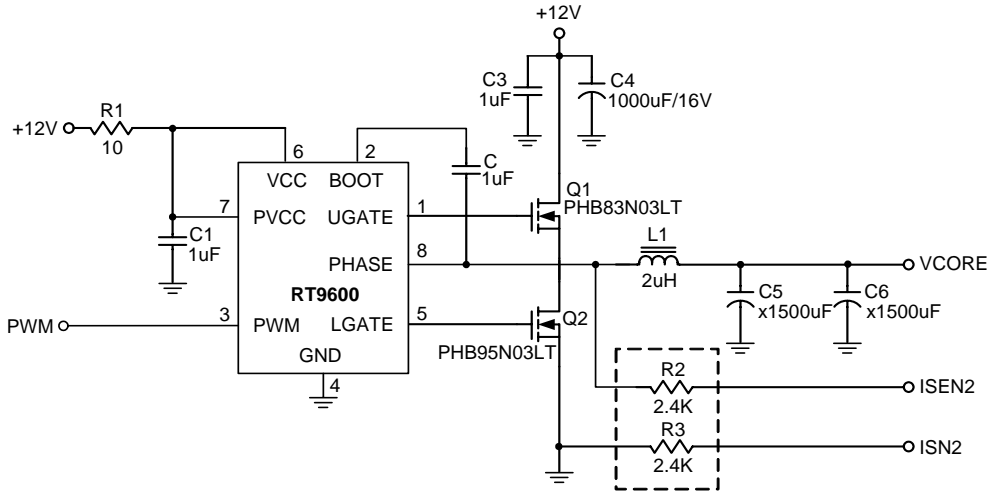 +12V
C3
1uF
C4
1000uF/16V
R1
+12V
10
6
2
C
1uF
VCC
BOOT
Q1
PHB83N03LT
7
PVCC
UGATE
1
C1
1uF
L1
PHASE
8
VCORE
2uH
RT9600
C5
x1500uF
C6
x1500uF
PWM
3
PWM
LGATE
5
Q2
GND
PHB95N03LT
4
R2
ISEN2
2.4K
R3
ISN2
2.4K